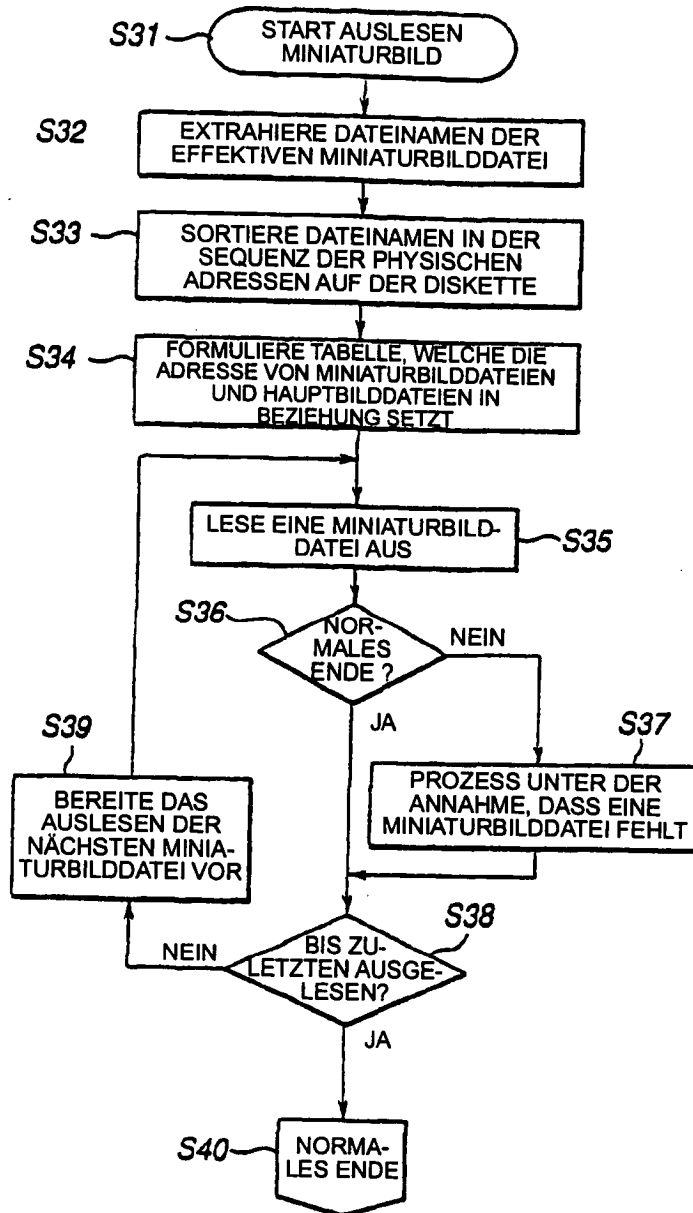 S31
START AUSLESEN
MINIATURBILD
S32
EXTRAHIERE DATEINAMEN DER
EFFEKTIVEN MINIATURBILDDATEI
S33
SORTIERE DATEINAMEN IN DER
SEQUENZ DER PHYSISCHEN
ADRESSEN AUF DER DISKETTE
S34
FORMULIERE TABELLE, WELCHE DIE
ADRESSE VON MINIATURBILDDATEIEN
UND HAUPTBILDDATEIEN IN
BEZIEHUNG SETZT
LESE EINE MINIATURBILD-
DATEI AUS
S35
S36
NOR-
MALES
ENDE ?
NEIN
JA
S37
PROZESS UNTER DER
ANNAHME, DASS EINE
MINIATURBILDDATEI FEHLT
S39
BEREITE DAS
AUSLESEN DER
NÄCHSTEN MINIA-
TURBILDDATEI VOR
S38
BIS ZU-
LETZTEN AUSGE-
LESEN?
NEIN
JA
S40
NORMA-
LES ENDE